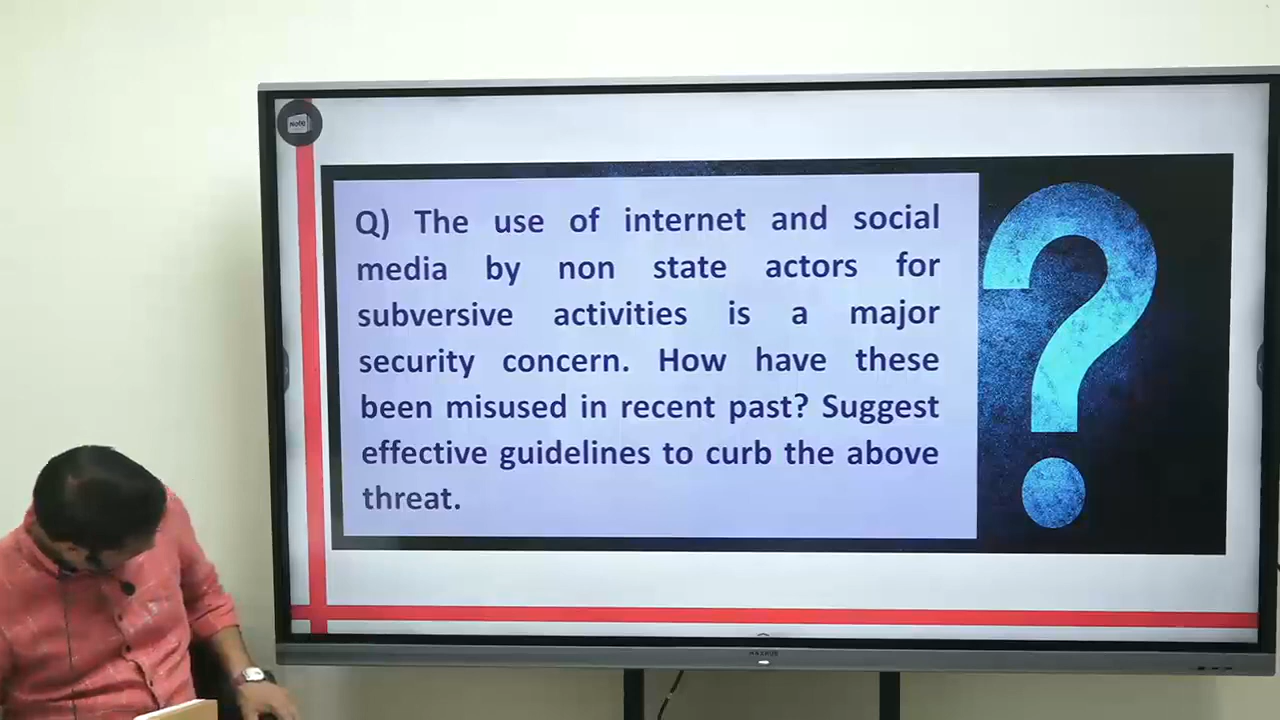 Note
Q) The use of internet and social
media by non state actors for
subversive activities is a major
security concern. How have these
been misused in recent past? Suggest
effective guidelines to curb the above
threat.